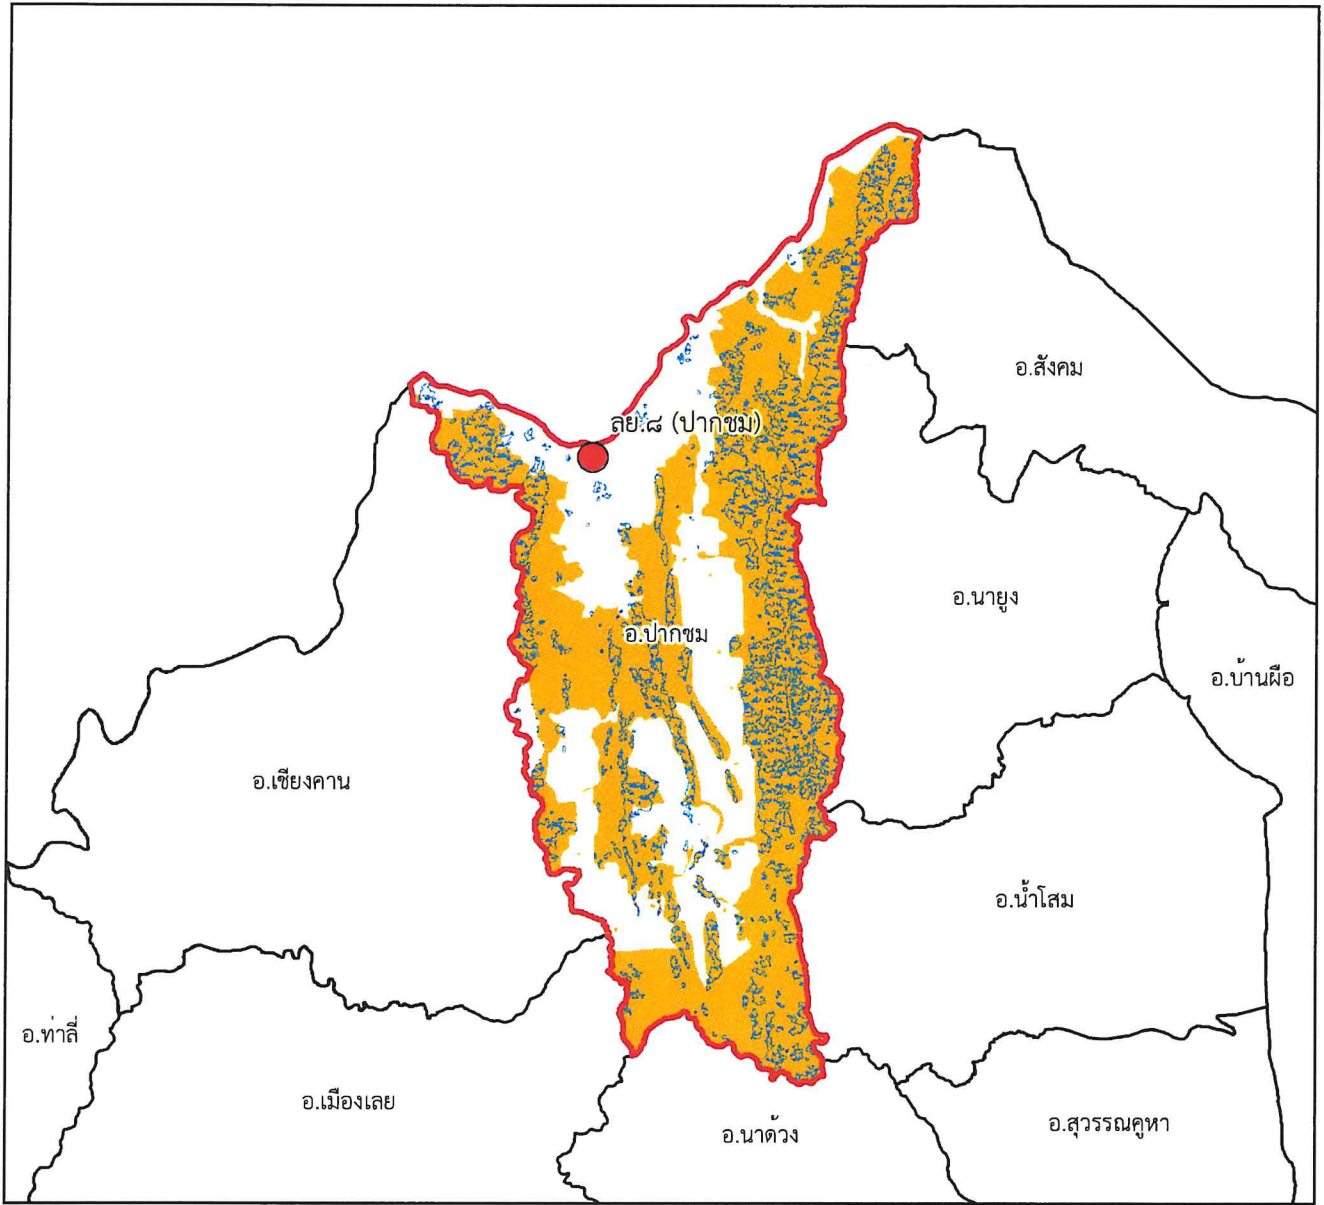 อ.สังคม
ลย.๘ (ปากชม)
อ.นายูง
อ.ปากชม
อ.บ้านผือ
อ.เชียงคาน
อ.น้ำโสม
อ.ท่าลี่
อ.เมืองเลย
อ.สุวรรณคูหา
อ.นาด้วง